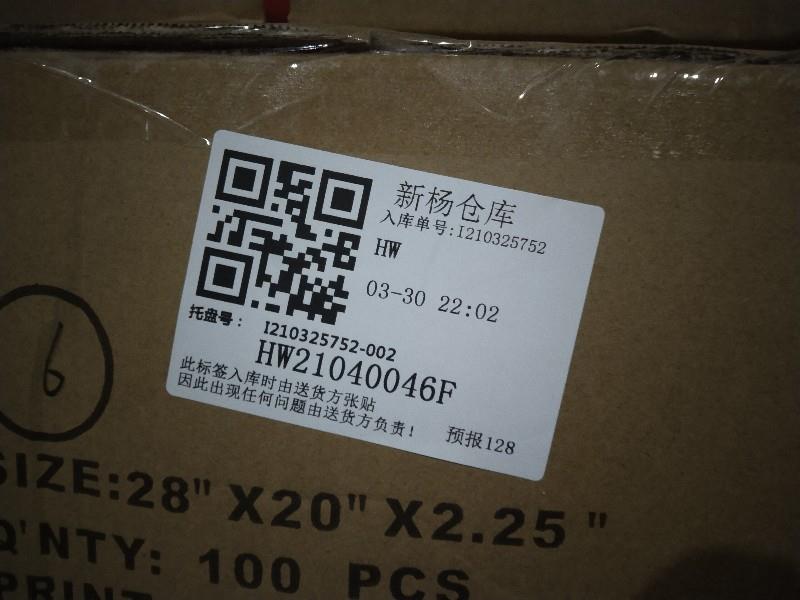 新杨仓库
入库单号:I210325752
HW
03-30 22:02
托盘号：
I210325752-002
HW21040046F
此标签入库时由送货方张贴
因此出现任何问题由送货方负责!
预报128
6
SIZE:28" X20" X2.25 "
Q'NTY: 100 PCS
PRINT